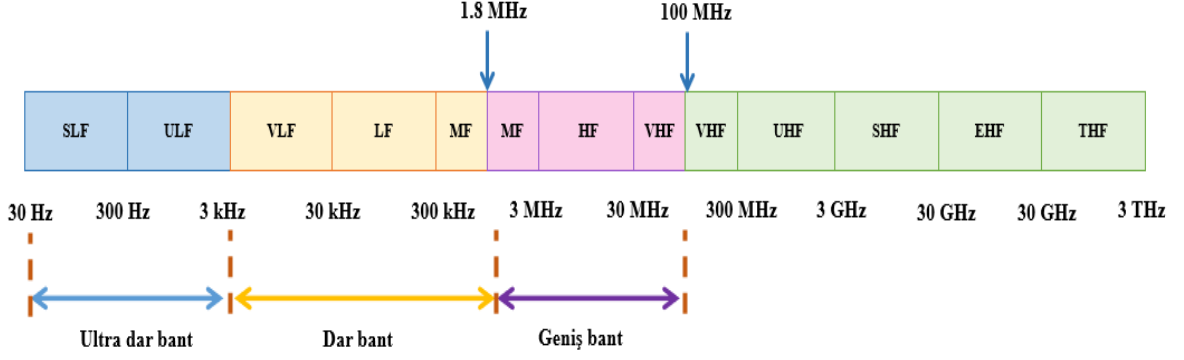 1.8 MHz
100 MHz
SLF
ULF
VLF
LF
MF
MF
HF
VHF
VHF
UHF
SHF
EHF
THF
30 Hz
300 Hz
3 kHz
30 kHz
300 kHz
3 MHz
30 MHz
300 MHz
3 GHz
30 GHz
30 GHz
3 THz
Ultra dar bant
Dar bant
Geniş bant